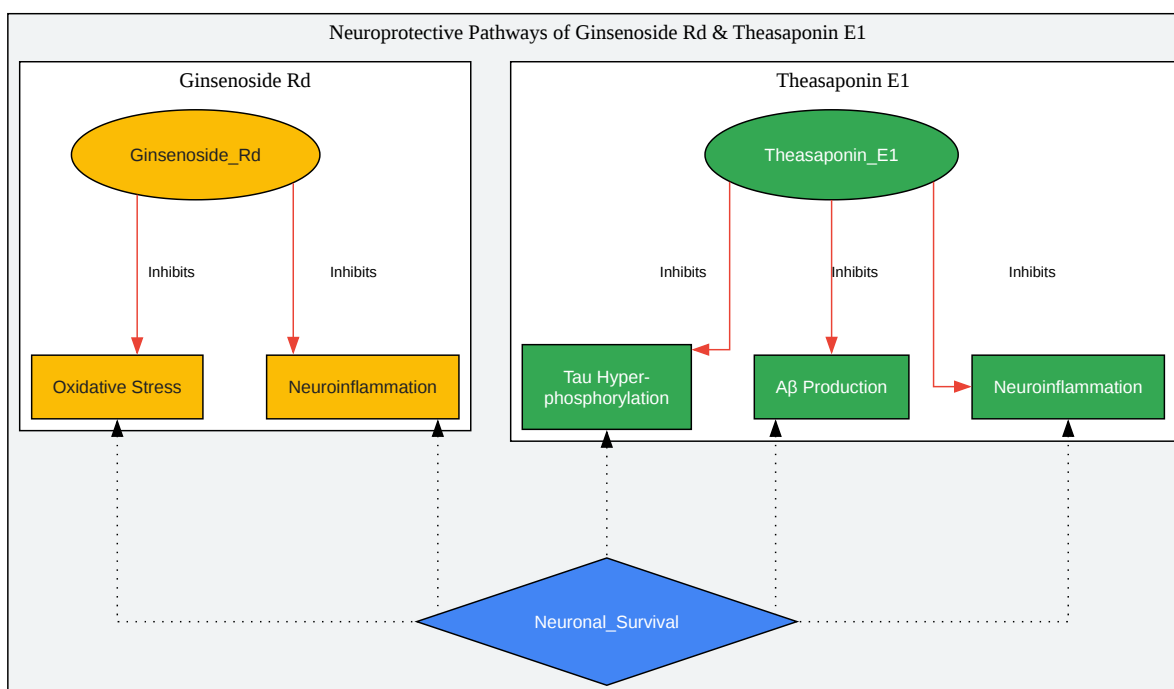 Neuroprotective Pathways of Ginsenoside Rd & Theasaponin E1
Ginsenoside Rd
Theasaponin E1
Ginsenoside_Rd
Theasaponin_E1
Inhibits
Inhibits
Inhibits
Inhibits
Inhibits
Oxidative Stress
Neuroinflammation
Tau Hyper-
phosphorylation
Aβ Production
Neuroinflammation
Neuronal_Survival